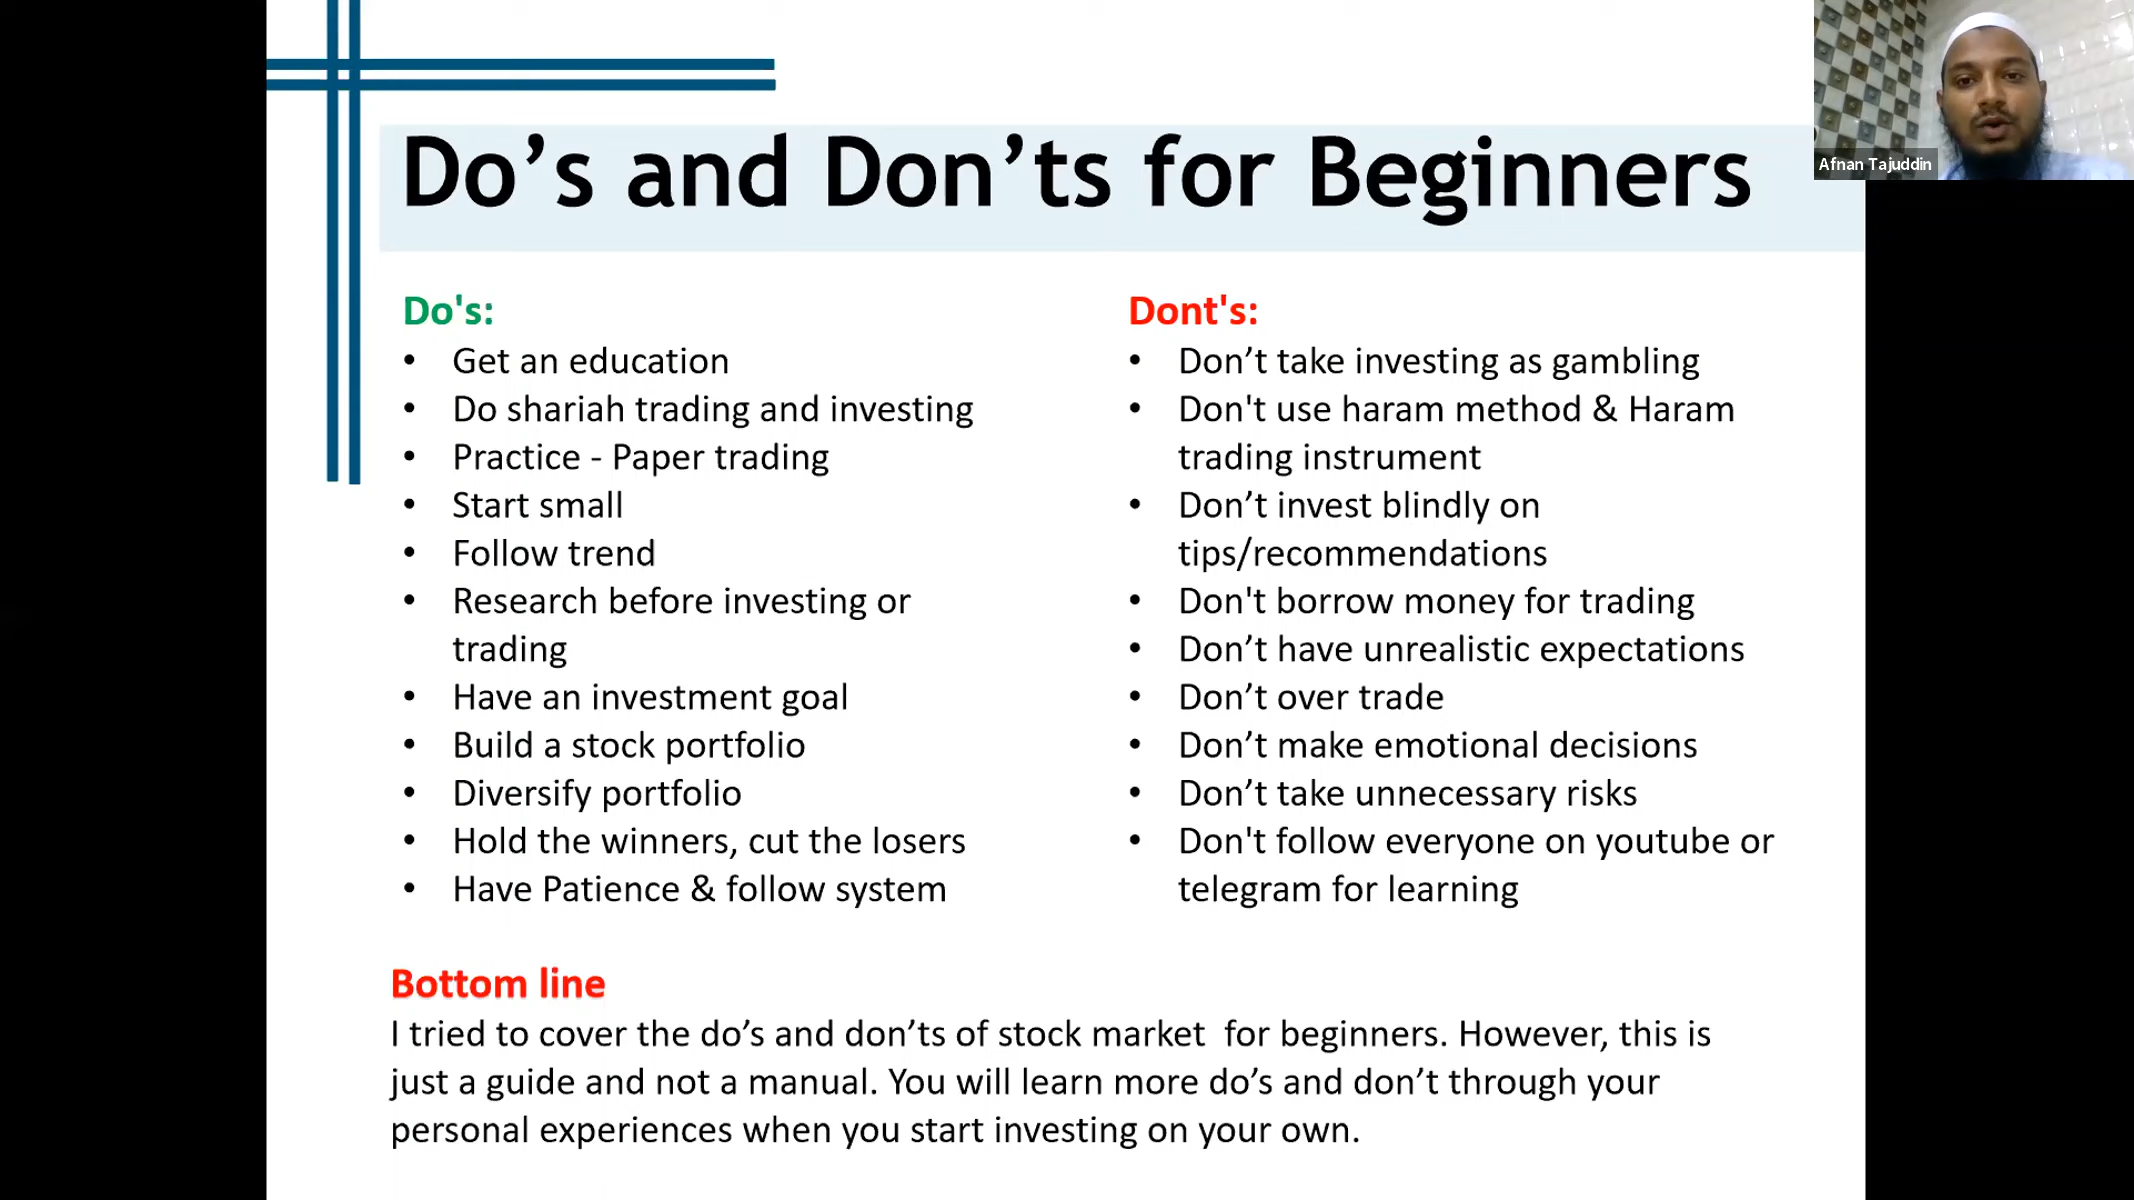 Do’s and Don’ts for Beginners
Afnan Tajuddin
Do's:
• Get an education
• Do shariah trading and investing
• Practice - Paper trading
• Start small
• Follow trend
• Research before investing or
trading
• Have an investment goal
• Build a stock portfolio
• Diversify portfolio
• Hold the winners, cut the losers
• Have Patience & follow system
Dont's:
• Don’t take investing as gambling
• Don't use haram method & Haram
trading instrument
• Don’t invest blindly on
tips/recommendations
• Don't borrow money for trading
• Don’t have unrealistic expectations
• Don’t over trade
• Don’t make emotional decisions
• Don’t take unnecessary risks
• Don't follow everyone on youtube or
telegram for learning
Bottom line
I tried to cover the do’s and don’ts of stock market  for beginners. However, this is
just a guide and not a manual. You will learn more do’s and don’t through your
personal experiences when you start investing on your own.